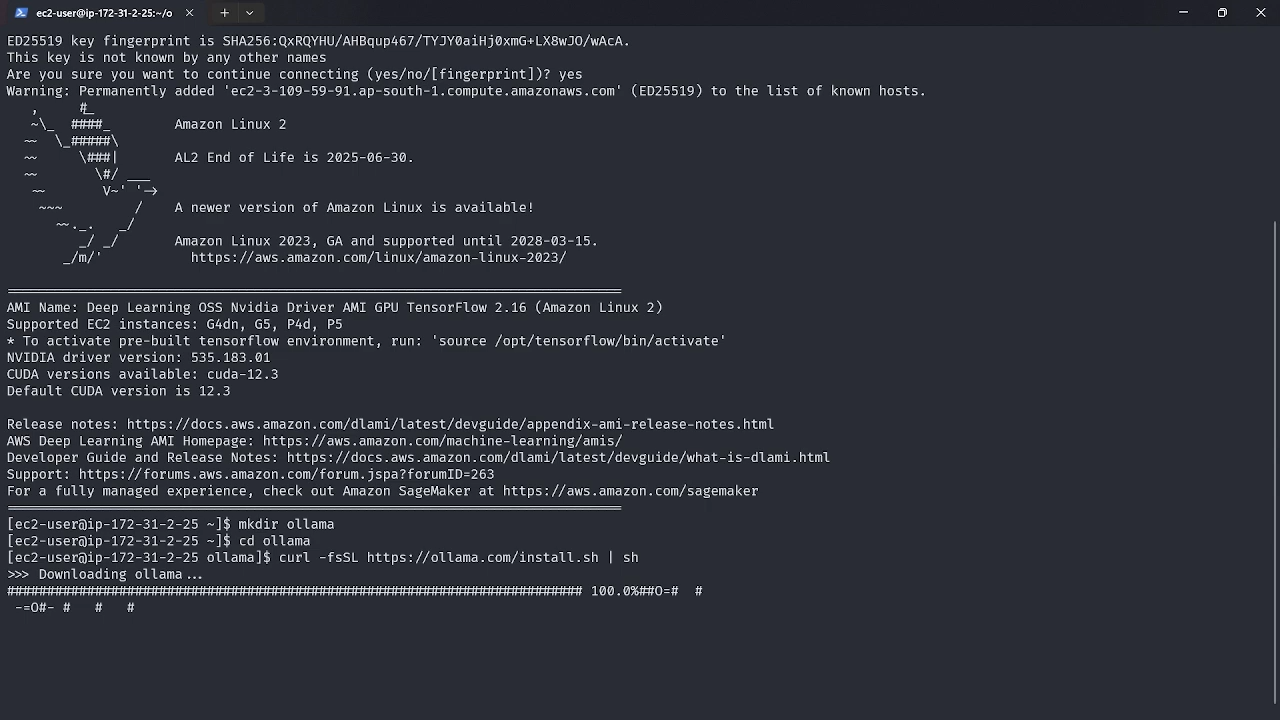 ec2-user@ip-172-31-2-25:~/o
ED25519 key fingerprint is SHA256:QxRQYHU/AHBqup467/TYJY0aiHj0xmG+LX8wJO/wAcA.
This key is not known by any other names
Are you sure you want to continue connecting (yes/no/[fingerprint])? yes
Warning: Permanently added 'ec2-3-109-59-91.ap-south-1.compute.amazonaws.com' (ED25519) to the list of known hosts.
   ,     #_
   ~\_  ####_        Amazon Linux 2
  ~~  \_#####\
  ~~     \###|       AL2 End of Life is 2025-06-30.
  ~~       \#/ ___
   ~~       V~' '->
    ~~~         /    A newer version of Amazon Linux is available!
      ~~._.   _/
         _/ _/       Amazon Linux 2023, GA and supported until 2028-03-15.
       _/m/'           https://aws.amazon.com/linux/amazon-linux-2023/
=============================================================================
AMI Name: Deep Learning OSS Nvidia Driver AMI GPU TensorFlow 2.16 (Amazon Linux 2)
Supported EC2 instances: G4dn, G5, P4d, P5
* To activate pre-built tensorflow environment, run: 'source /opt/tensorflow/bin/activate'
NVIDIA driver version: 535.183.01
CUDA versions available: cuda-12.3
Default CUDA version is 12.3
Release notes: https://docs.aws.amazon.com/dlami/latest/devguide/appendix-ami-release-notes.html
AWS Deep Learning AMI Homepage: https://aws.amazon.com/machine-learning/amis/
Developer Guide and Release Notes: https://docs.aws.amazon.com/dlami/latest/devguide/what-is-dlami.html
Support: https://forums.aws.amazon.com/forum.jspa?forumID=263
For a fully managed experience, check out Amazon SageMaker at https://aws.amazon.com/sagemaker
=============================================================================
[ec2-user@ip-172-31-2-25 ~]$ mkdir ollama
[ec2-user@ip-172-31-2-25 ~]$ cd ollama
[ec2-user@ip-172-31-2-25 ollama]$ curl -fsSL https://ollama.com/install.sh | sh
>>> Downloading ollama...
######################################################################## 100.0%##O=#  #
 -=O#- #   #   #